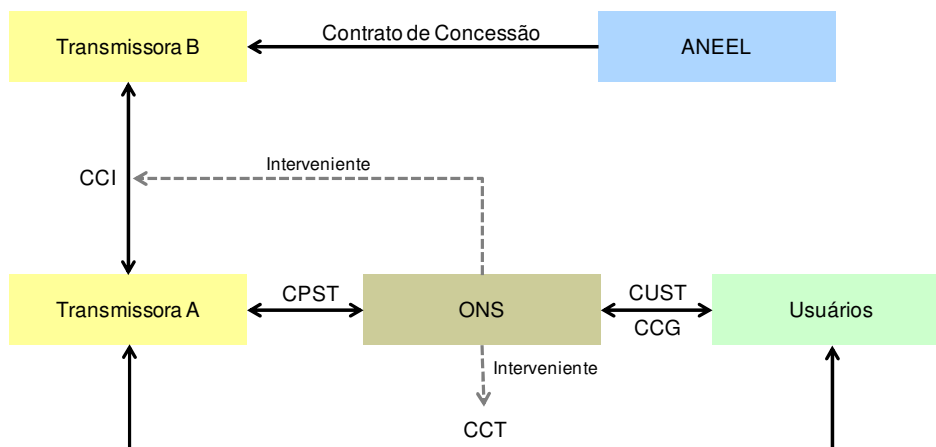 Transmissora B
Contrato de Concessão
ANEEL
Interveniente
CCI
Transmissora A
CPST
ONS
CUST
CCG
Usuários
Interveniente
CCT